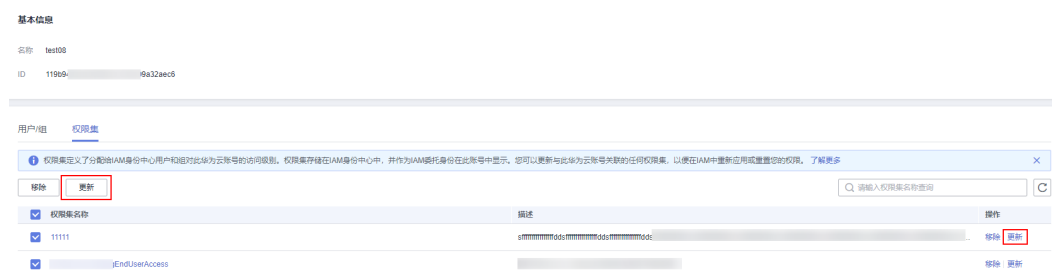 基本信息
名称 test08
ID 119b94 9a32aec6
用户/组 权限集
权限集定义了分配给IAM身份中心用户和组对此华为云账号的访问级别。权限集存储在IAM身份中心中，并作为IAM委托身份在此账号中显示。您可以更新与此华为云账号关联的任何权限集，以便在IAM中重新应用或重置您的权限。 了解更多
移除 更新 请输入权限集名称查询
权限集名称 描述 操作
11111 移除 更新
EndUserAccess 移除 更新